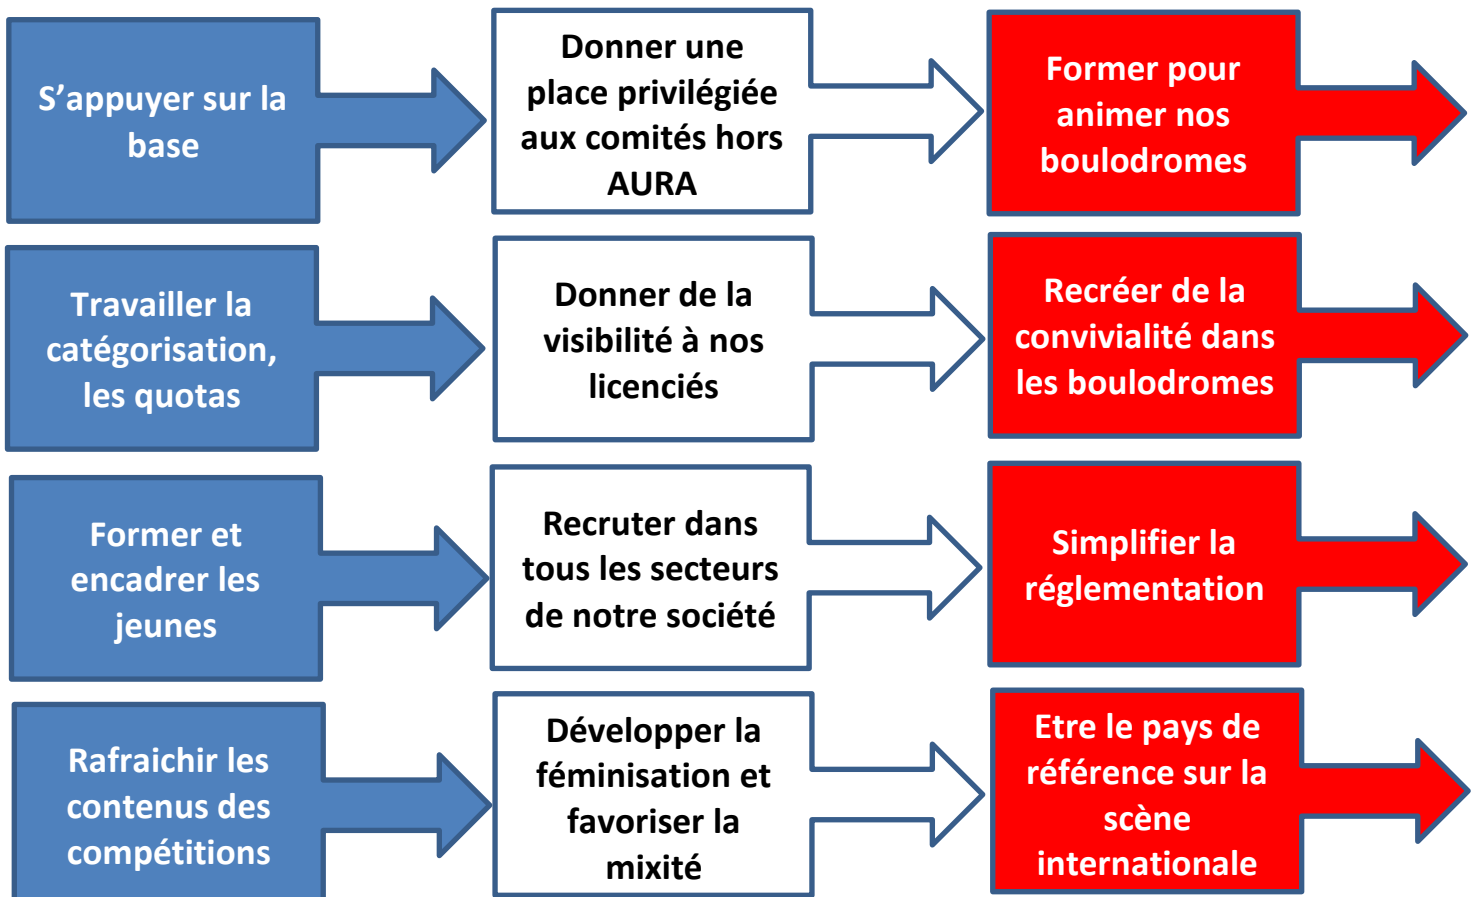 S’appuyer sur la
base
Donner une
place privilégiée
aux comités hors
AURA
Former pour
animer nos
boulodromes
Travailler la
catégorisation,
les quotas
Donner de la
visibilité à nos
licenciés
Recréer de la
convivialité dans
les boulodromes
Former et
encadrer les
jeunes
Recruter dans
tous les secteurs
de notre société
Simplifier la
réglementation
Rafraichir les
contenus des
compétitions
Développer la
féminisation et
favoriser la
mixité
Etre le pays de
référence sur la
scène
internationale